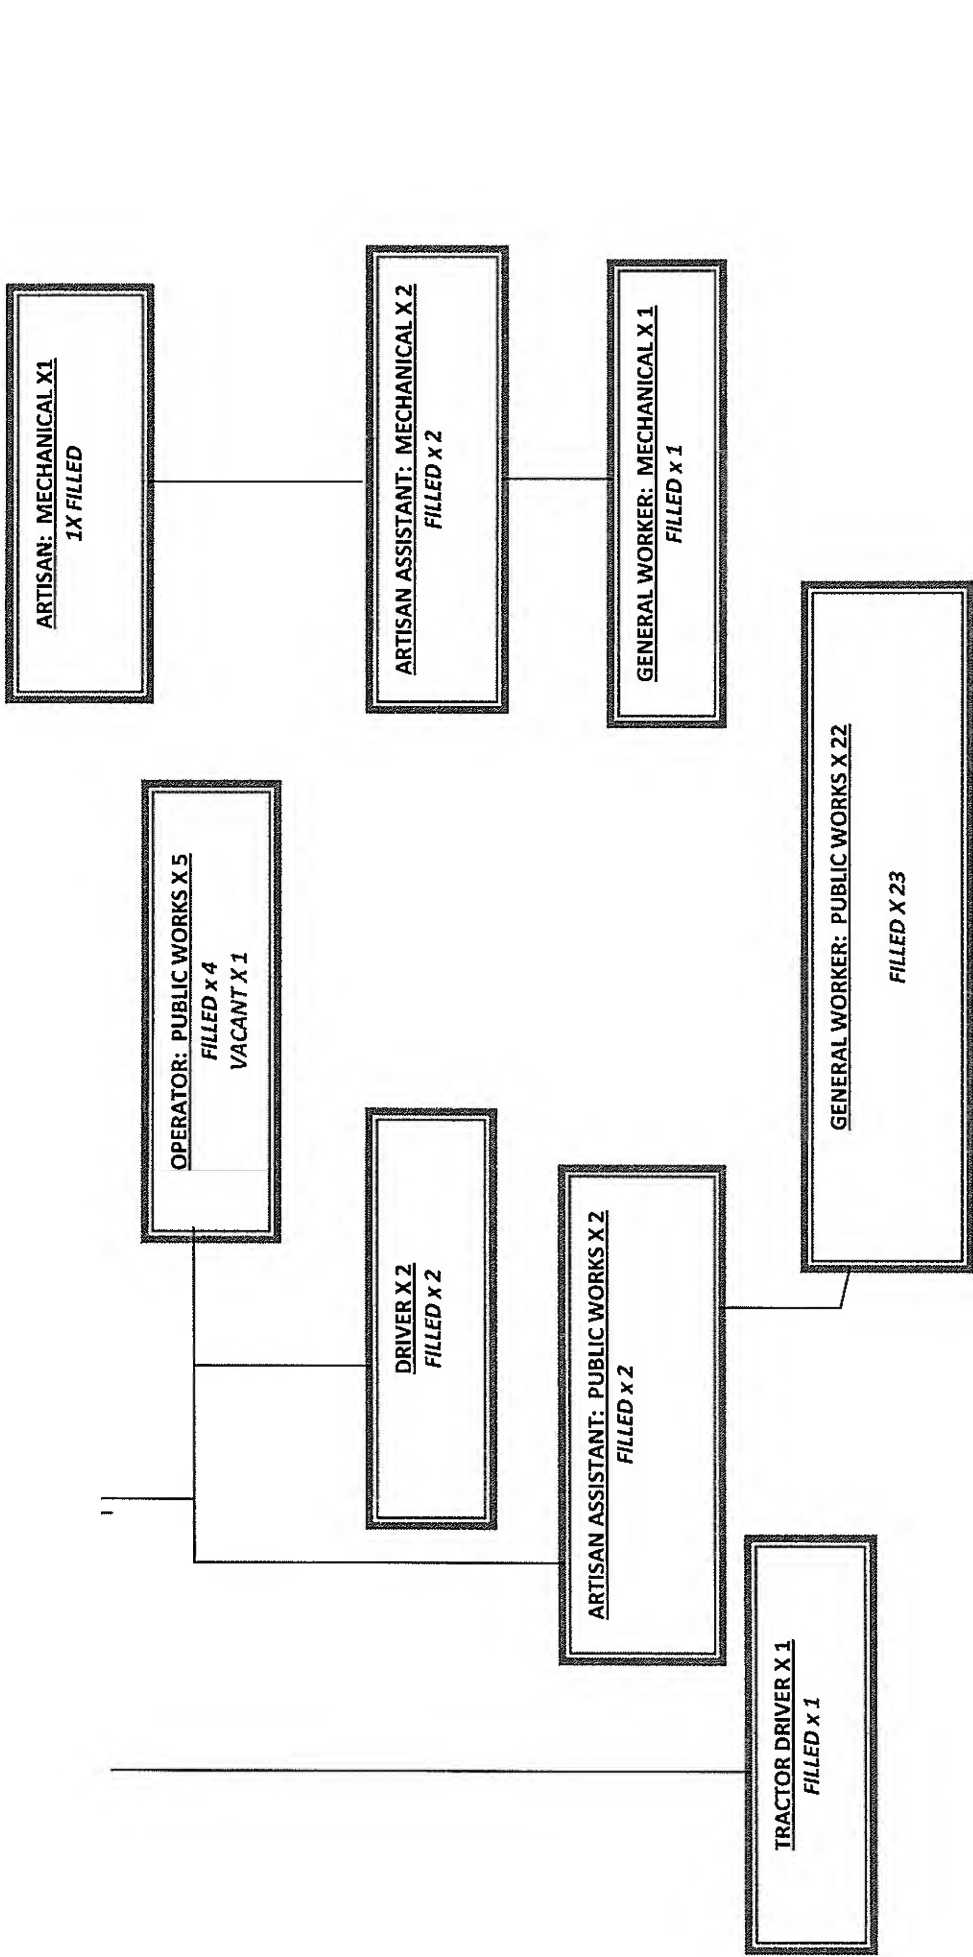 ARTISAN: MECHANICAL X1
1X FILLED
OPERATOR: PUBLIC WORKS X 5
FILLED x 4
VACANT X 1
DRIVER X 2
FILLED x 2
ARTISAN ASSISTANT: MECHANICAL X 2
FILLED x 2
ARTISAN ASSISTANT: PUBLIC WORKS X 2
FILLED x 2
GENERAL WORKER: MECHANICAL X 1
FILLED x 1
TRACTOR DRIVER X 1
FILLED x 1
GENERAL WORKER: PUBLIC WORKS X 22
FILLED X 23